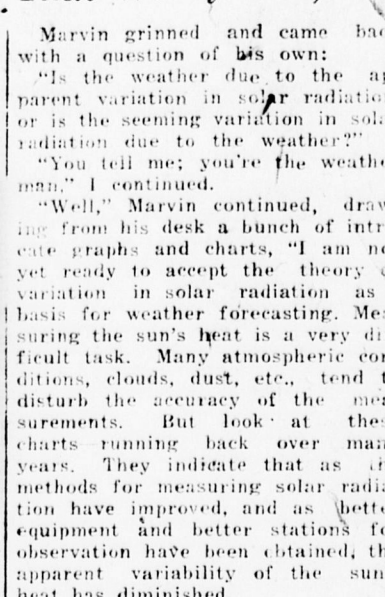 Marvin grinned and came bac
with a question of his own:
"Is the weather due to the ap
parent variation in solar radiatio
or is the seeming variation in sola
radiation due to the weather?"
"You tell me; you're the weathe
man," I continued.
"Well," Marvin continued, draw
ing from his desk a bunch of intr
cate graphs and charts, "I am no
yet ready to accept the theory o
variation in solar radiation as
basis for weather forecasting. Mea
suring the sun's heat is a very di
ficult task. Many atmospheric con
ditions, clouds, dust, etc., tend t
disturb the accuracy of the mea
surements. But look at thes
charts running back over man
years. They indicate that as th
methods for measuring solar radia
tion have improved, and as bette
equipment and better stations fo
observation have been obtained, th
apparent variability of the sun
heat has diminished